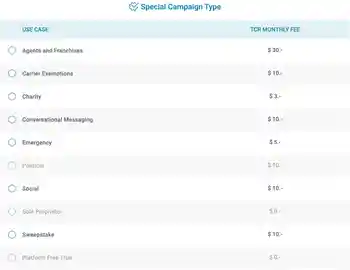 Special Campaign Type
USE CASE TCR MONTHLY FEE
Agents and Franchises $ 30.-
Carrier Exemptions $ 10.-
Charity $ 3.-
Conversational Messaging $ 10.-
Emergency $ 5.-
Political $ 10.-
Social $ 10.-
Sole Proprietor $ 0.-
Sweepstake $ 10.-
Platform Free Trial $ 0.-